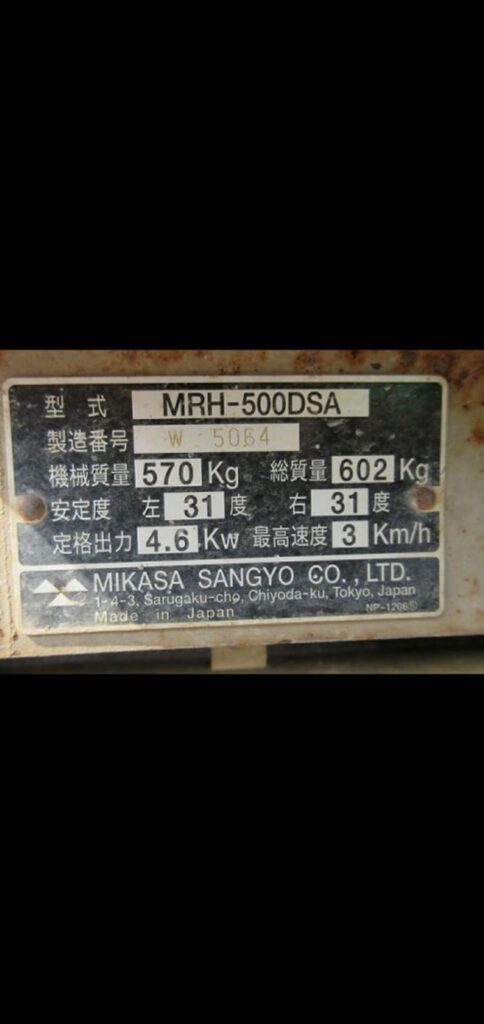 型式 MRH-500DSA
製造番号 W 5064
機械質量 570 Kg 総質量 602 Kg
安定度 左 31 度 右 31 度
定格出力 4.6 Kw 最高速度 3 Km/h
MIKASA SANGYO CO., LTD.
1-4-3, Sarugaku-cho, Chiyoda-ku, Tokyo, Japan
Made in Japan